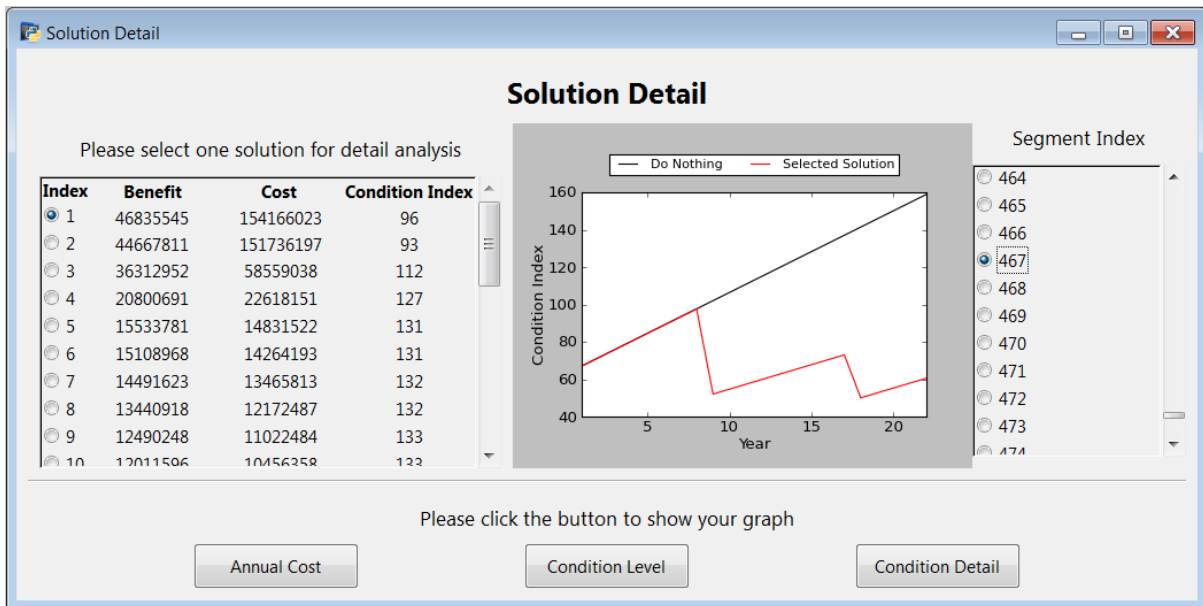 Solution Detail
Solution Detail
Please select one solution for detail analysis
Index Benefit Cost Condition Index
1 46835545 154166023 96
2 44667811 151736197 93
3 36312952 58559038 112
4 20800691 22618151 127
5 15533781 14831522 131
6 15108968 14264193 131
7 14491623 13465813 132
8 13440918 12172487 132
9 12490248 11022484 133
10 12011596 10456358 133
Do Nothing Selected Solution
160
140
120
100
80
60
40
Condition Index
5 10 15 20
Year
Segment Index
464
465
466
467
468
469
470
471
472
473
474
Please click the button to show your graph
Annual Cost Condition Level Condition Detail